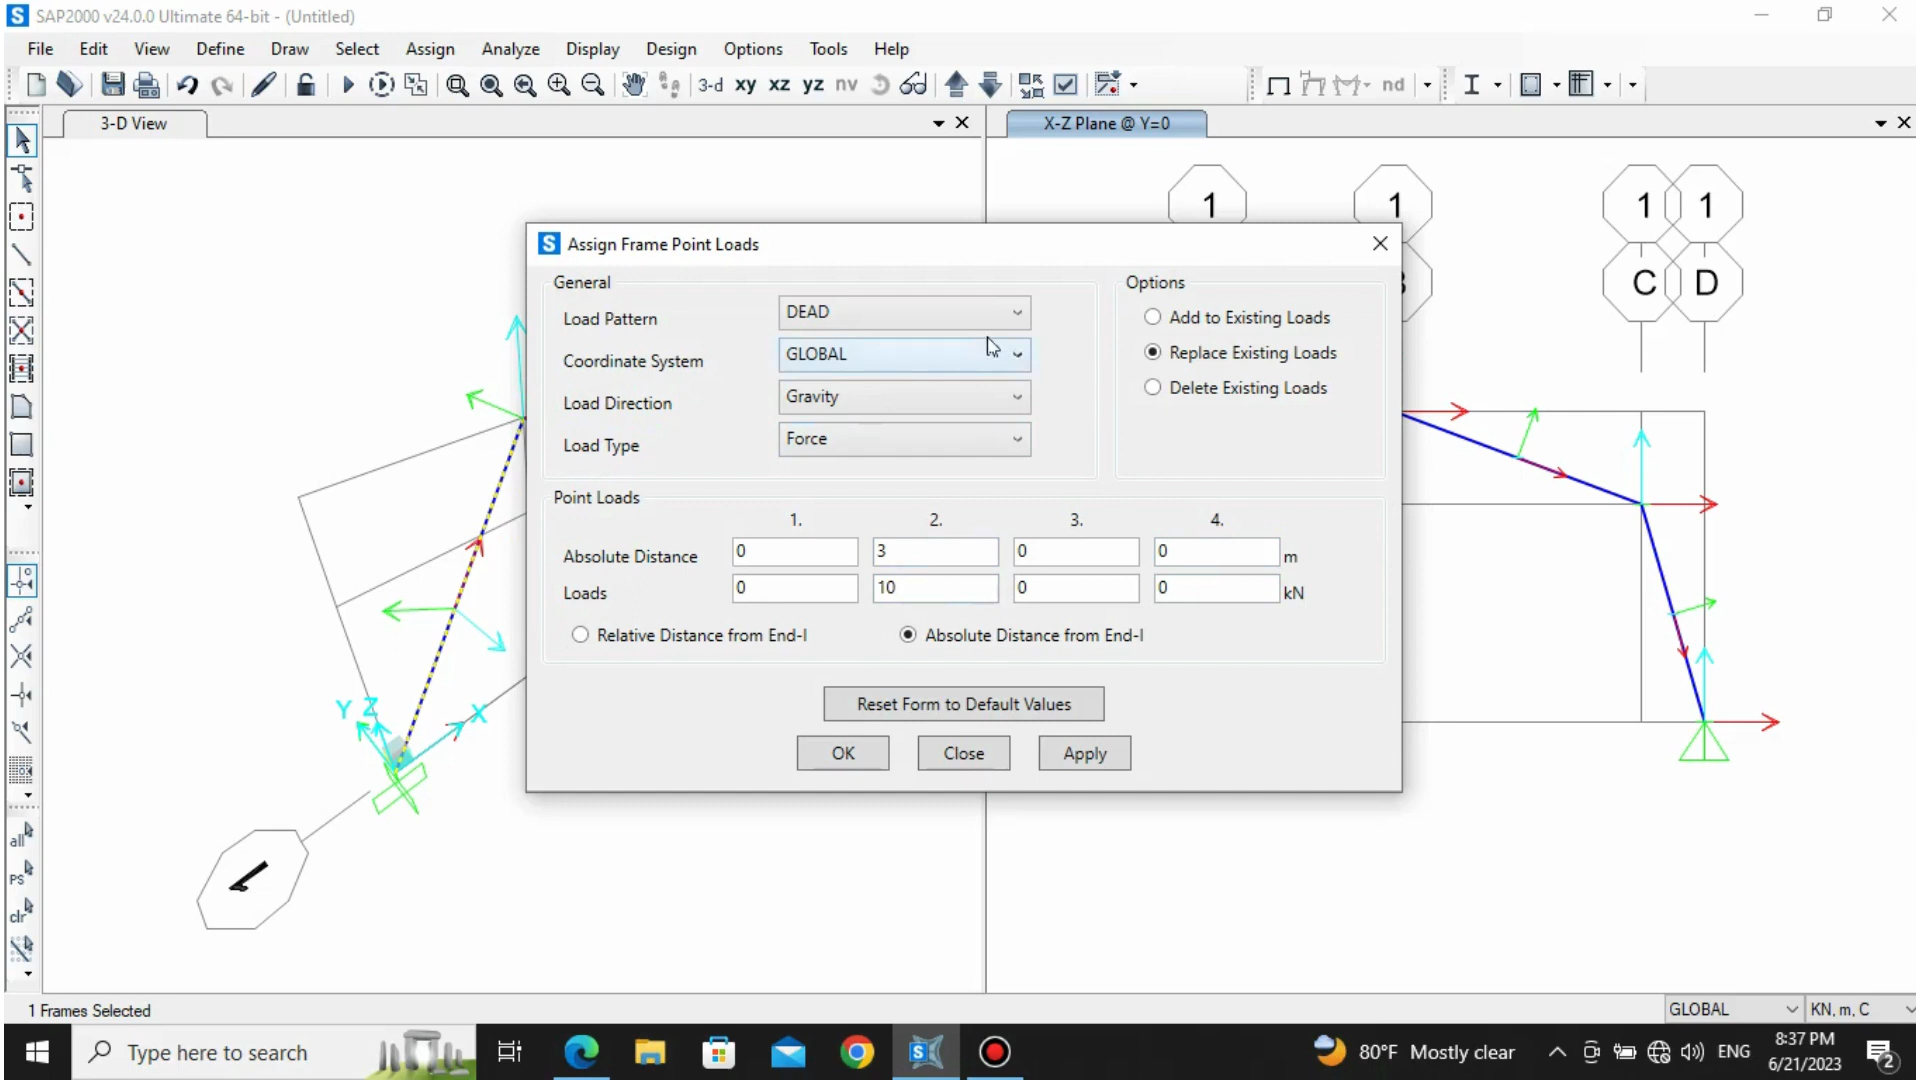 SAP2000 v24.0.0 Ultimate 64-bit - (Untitled)
File Edit View Define Draw Select Assign Analyze Display Design Options Tools Help
3-d xy xz yz nv nd
3-D View
X-Z Plane @ Y=0
1 1 1 1
C D
Assign Frame Point Loads
General
Load Pattern DEAD
Coordinate System GLOBAL
Load Direction Gravity
Load Type Force
Options
Add to Existing Loads
Replace Existing Loads
Delete Existing Loads
Point Loads
1. 2. 3. 4.
Absolute Distance 0 3 0 0 m
Loads 0 10 0 0 kN
Relative Distance from End-I Absolute Distance from End-I
Reset Form to Default Values
OK Close Apply
Y Z X
1
all
PS
clr
1 Frames Selected
GLOBAL KN, m, C
Type here to search
80°F Mostly clear
ENG
8:37 PM
6/21/2023
2